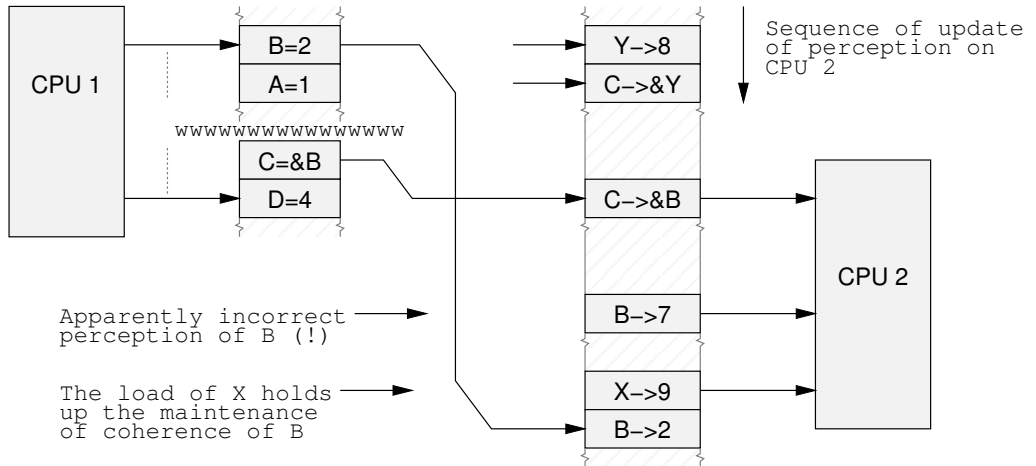 CPU 1
B=2
A=1
wwwwwwwwwwwwwwww
C=&B
D=4
Y->8
C->&Y
Sequence of update
of perception on
CPU 2
C->&B
CPU 2
Apparently incorrect
perception of B (!)
B->7
The load of X holds
up the maintenance
of coherence of B
X->9
B->2